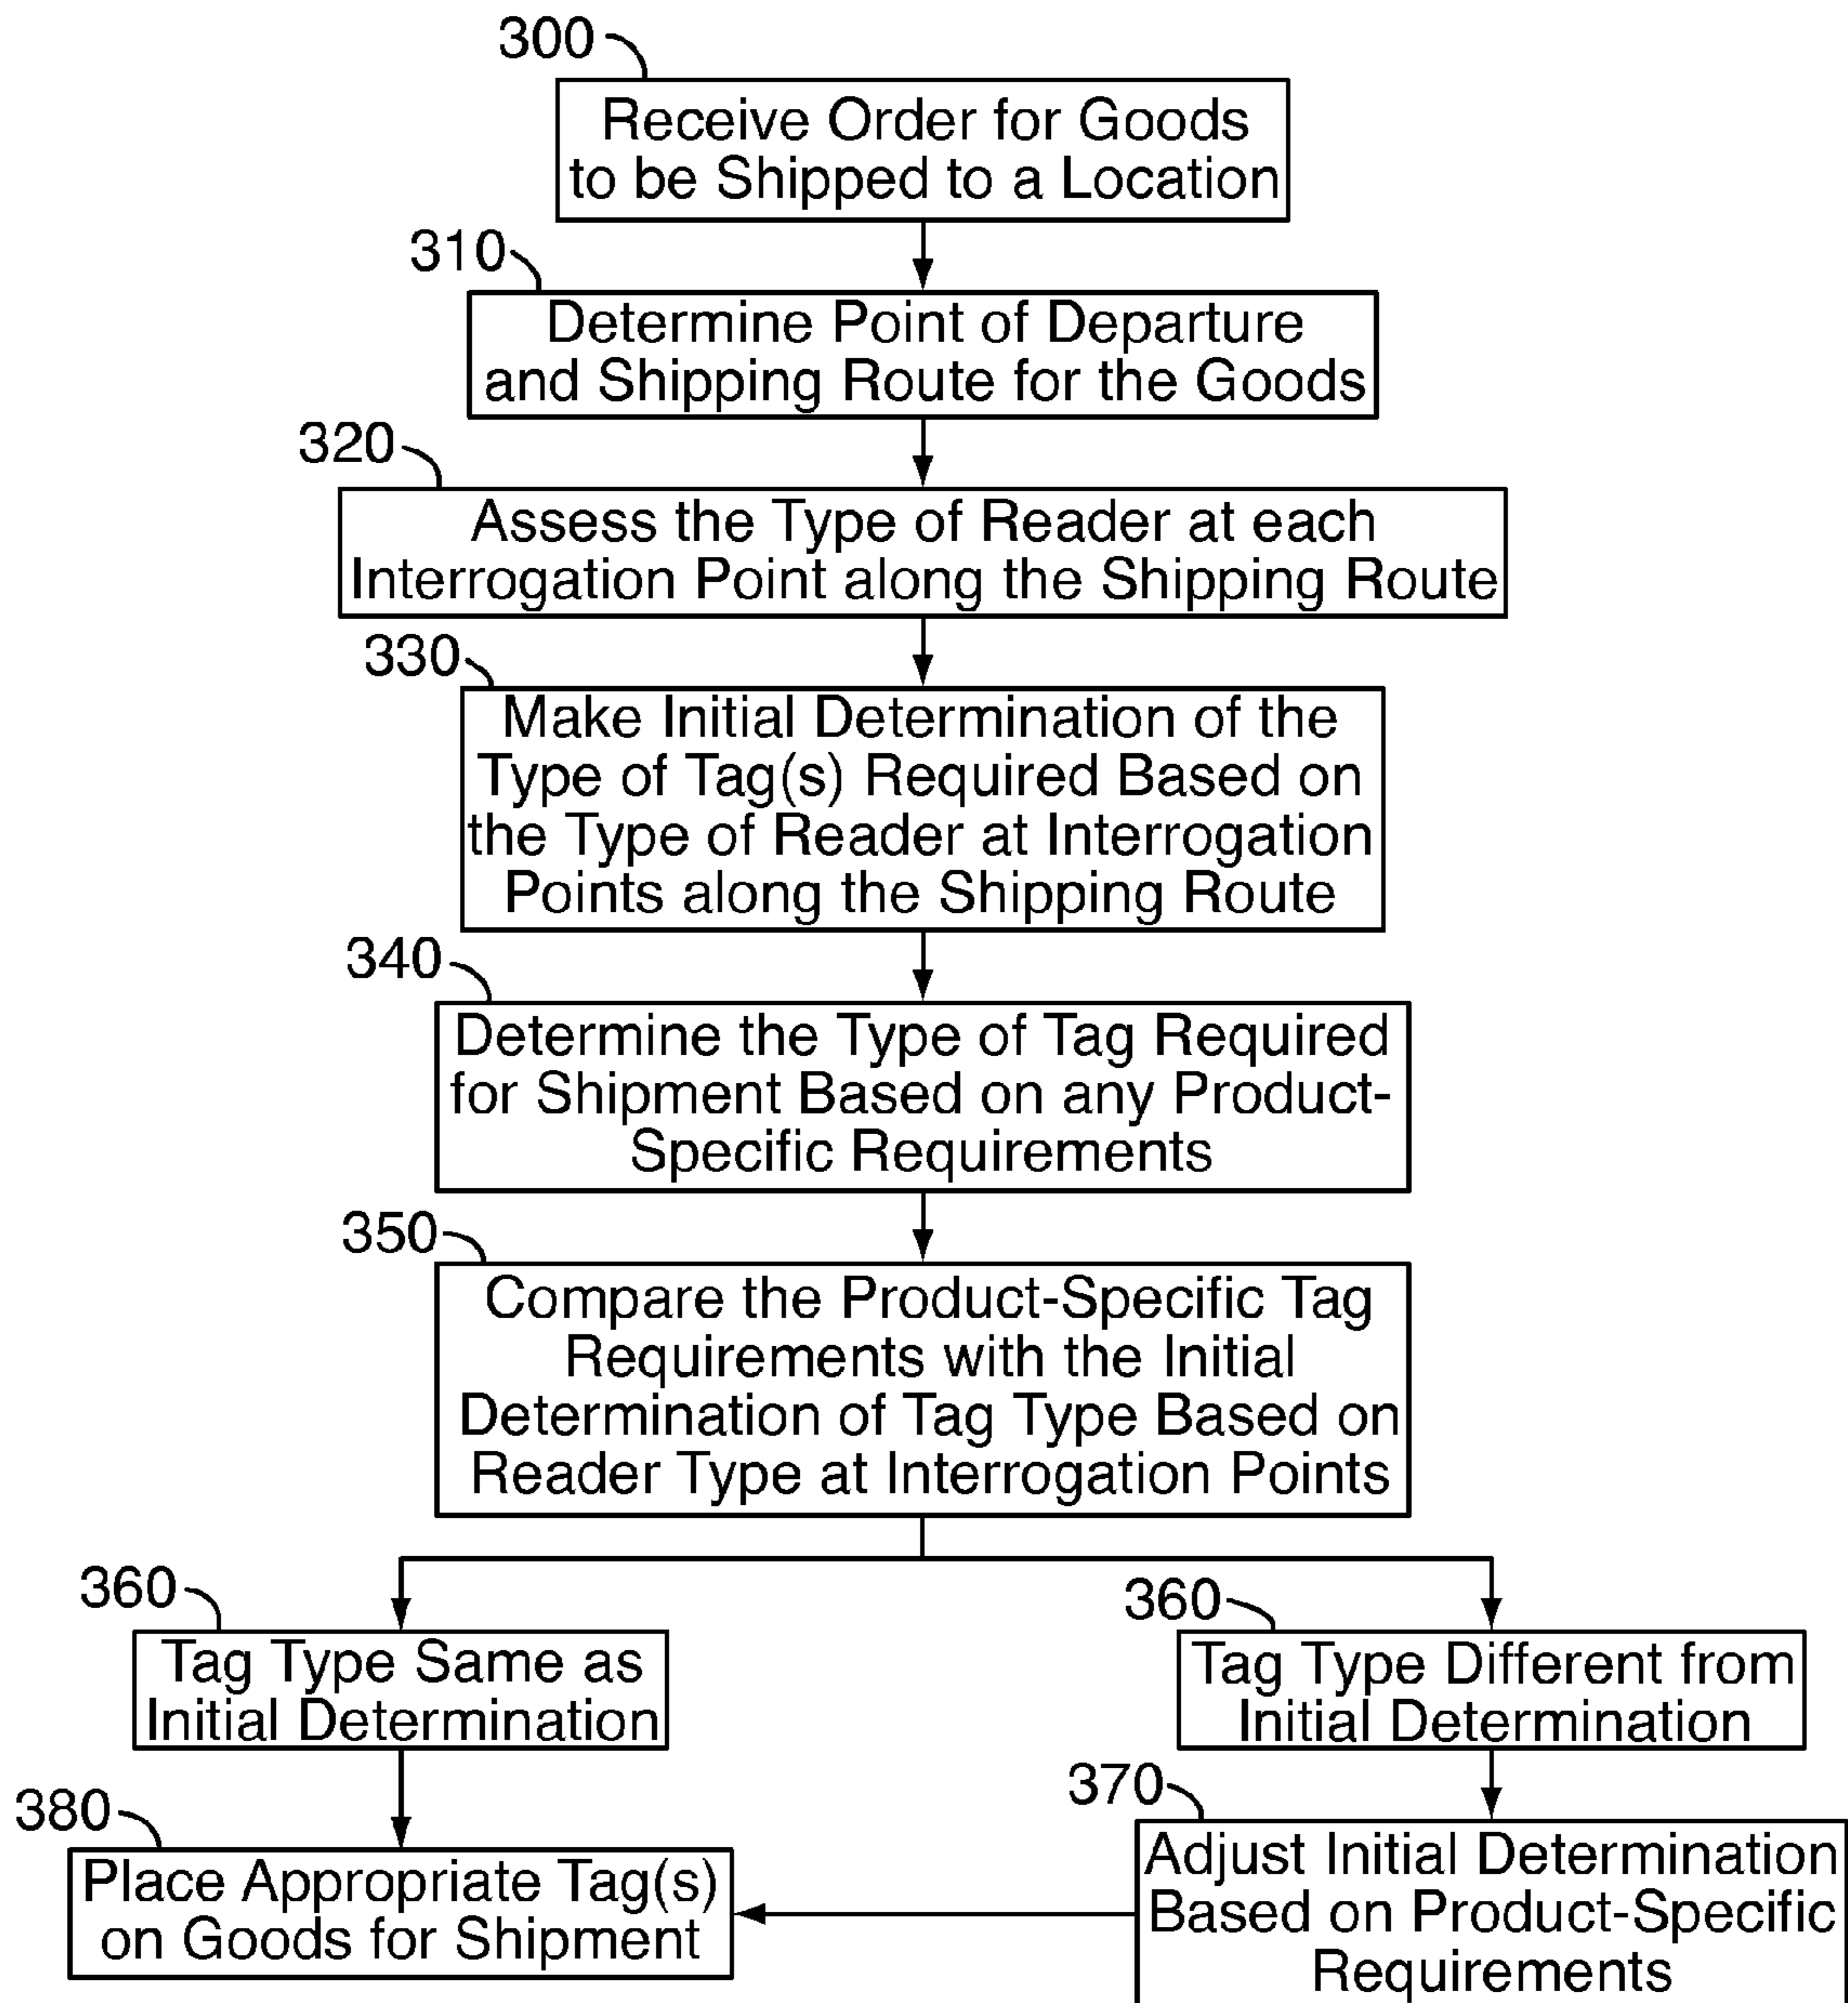 300
Receive Order for Goods
to be Shipped to a Location
310
Determine Point of Departure
and Shipping Route for the Goods
320
Assess the Type of Reader at each
Interrogation Point along the Shipping Route
330
Make Initial Determination of the
Type of Tag(s) Required Based on
the Type of Reader at Interrogation
Points along the Shipping Route
340
Determine the Type of Tag Required
for Shipment Based on any Product-
Specific Requirements
350
Compare the Product-Specific Tag
Requirements with the Initial
Determination of Tag Type Based on
Reader Type at Interrogation Points
360
Tag Type Same as
Initial Determination
360
Tag Type Different from
Initial Determination
370
Adjust Initial Determination
Based on Product-Specific
Requirements
380
Place Appropriate Tag(s)
on Goods for Shipment